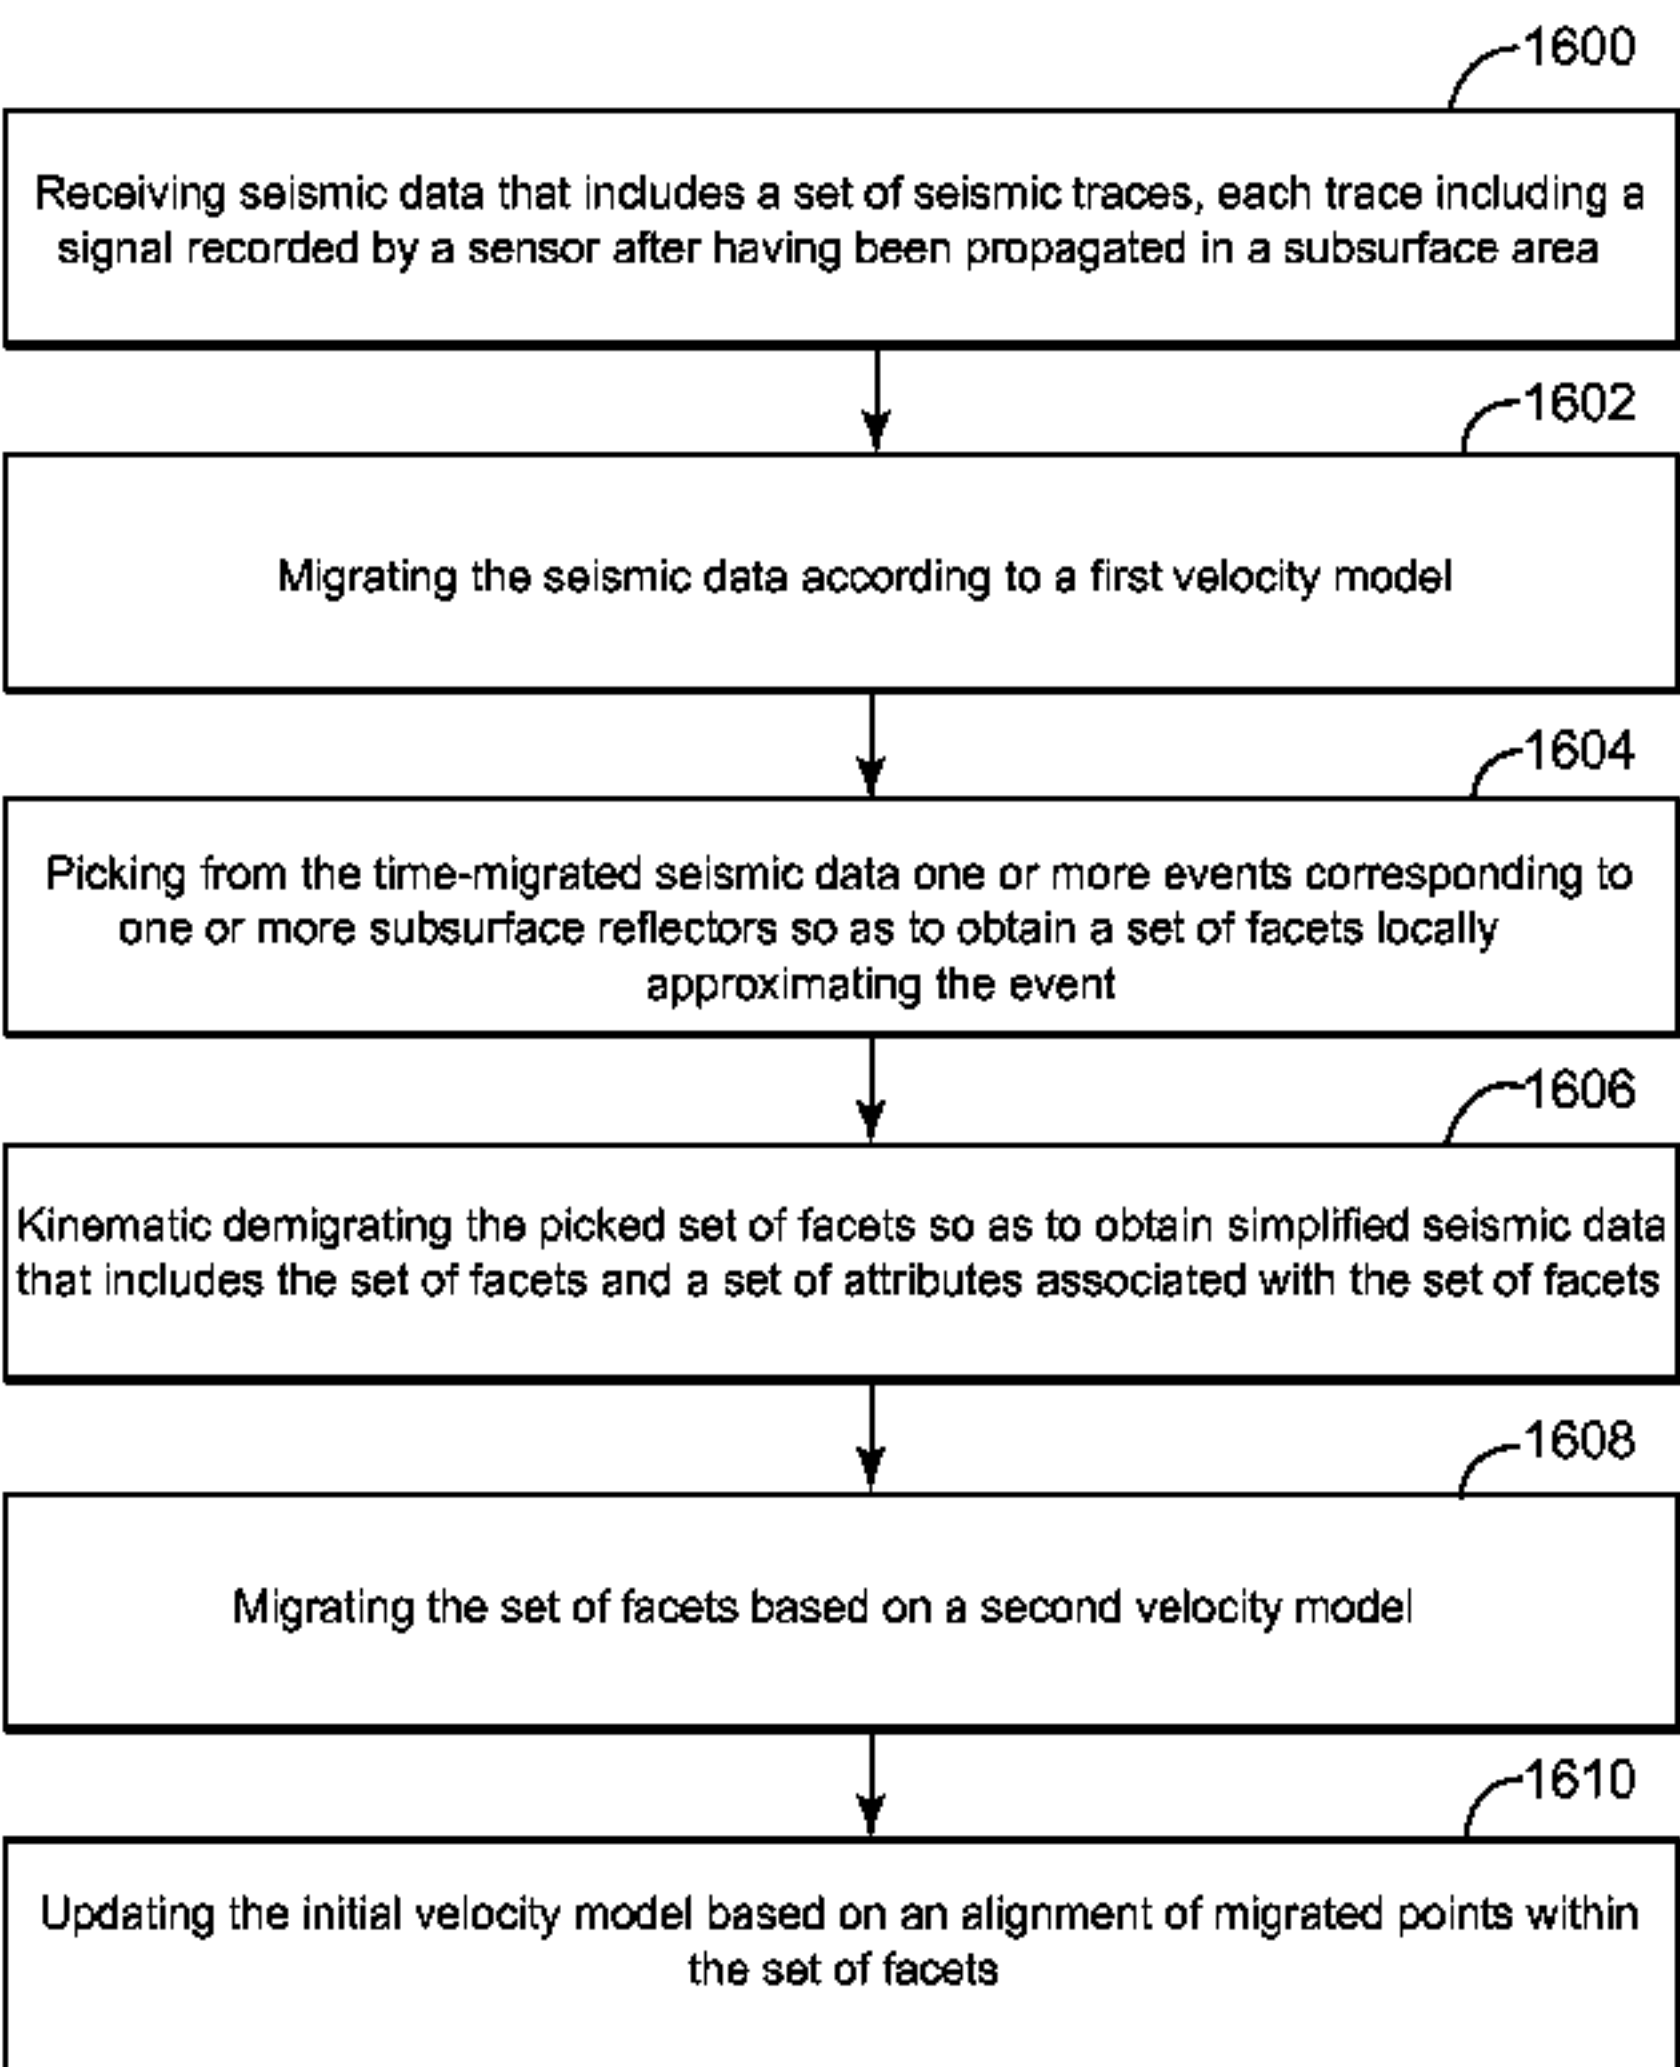 1600
Receiving seismic data that includes a set of seismic traces, each trace including a
signal recorded by a sensor after having been propagated in a subsurface area
1602
Migrating the seismic data according to a first velocity model
1604
Picking from the time-migrated seismic data one or more events corresponding to
one or more subsurface reflectors so as to obtain a set of facets locally
approximating the event
1606
Kinematic demigrating the picked set of facets so as to obtain simplified seismic data
that includes the set of facets and a set of attributes associated with the set of facets
1608
Migrating the set of facets based on a second velocity model
1610
Updating the initial velocity model based on an alignment of migrated points within
the set of facets